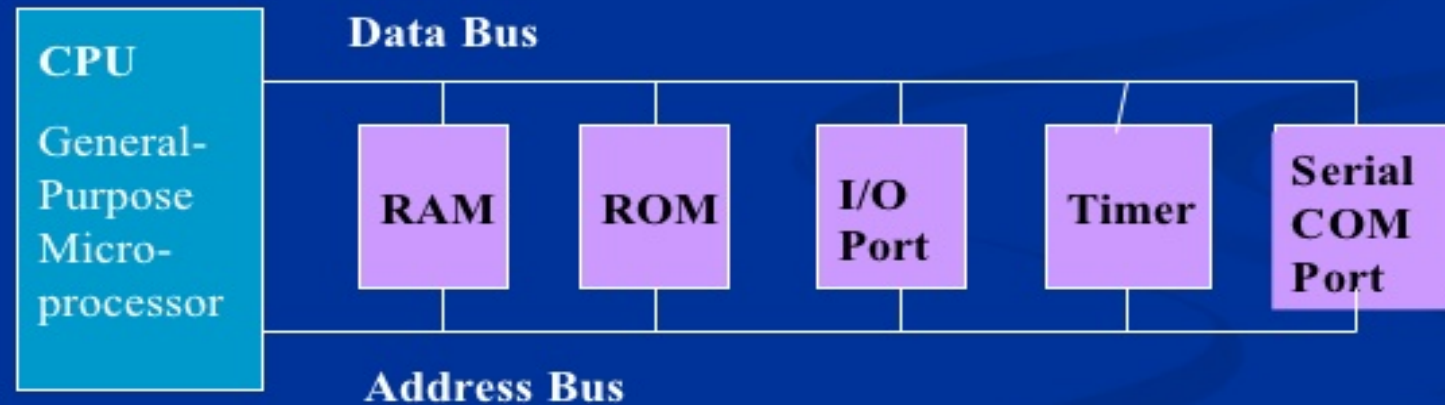 CPU
General-
Purpose
Micro-
processor
Data Bus
RAM
ROM
I/O
Port
Timer
Serial
COM
Port
Address Bus